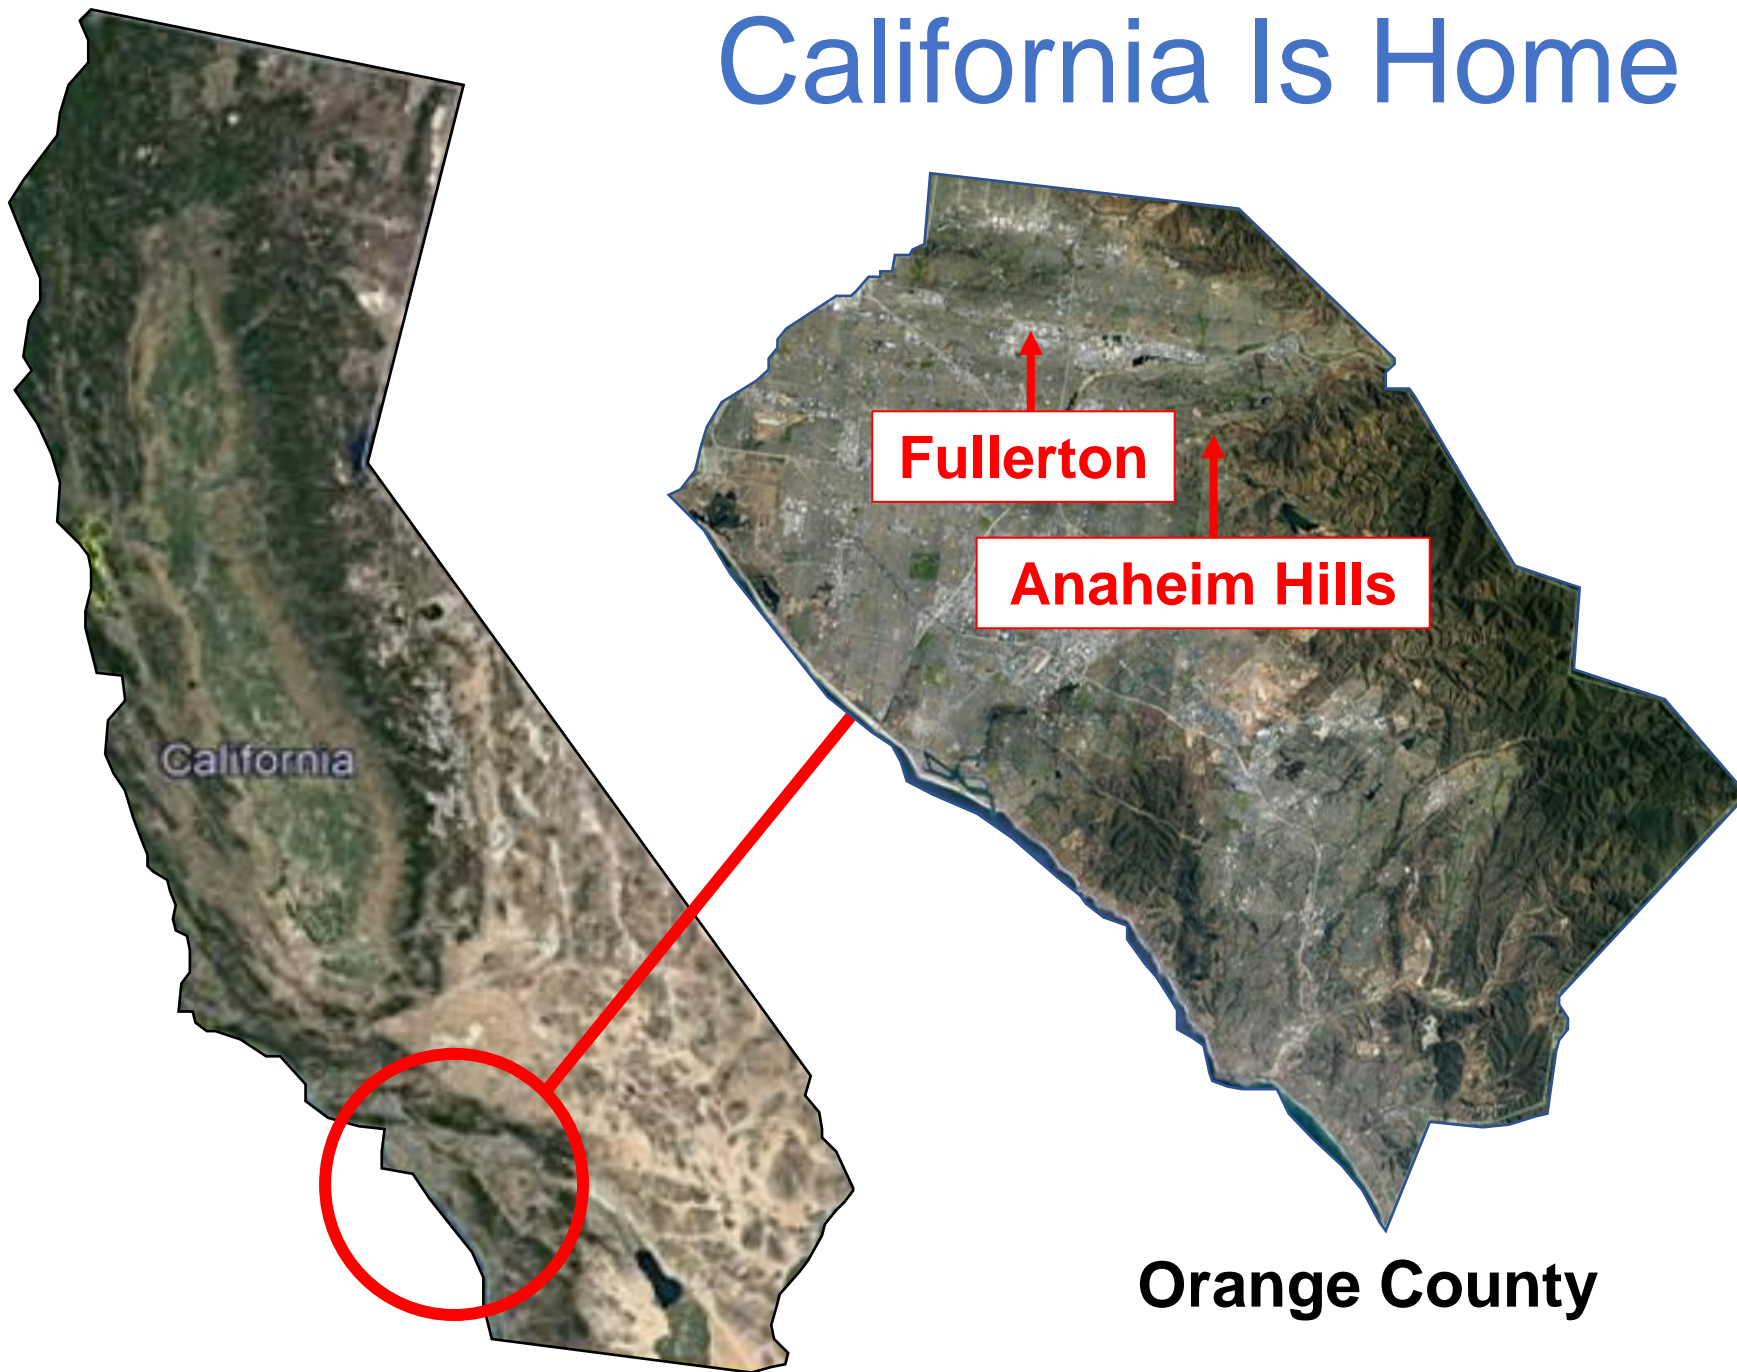 California Is Home
Fullerton
Anaheim Hills
California
Orange County